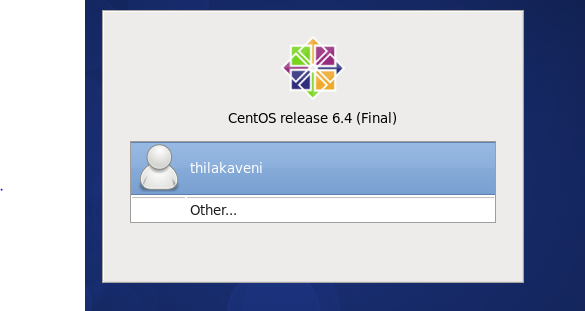 CentOS release 6.4 (Final)
thilakaveni
Other...